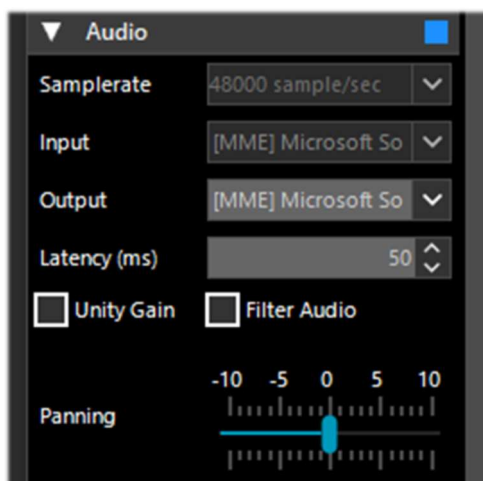 Audio
Samplerate 48000 sample/sec
Input [MME] Microsoft So
Output [MME] Microsoft So
Latency (ms) 50
Unity Gain Filter Audio
-10 -5 0 5 10
Panning